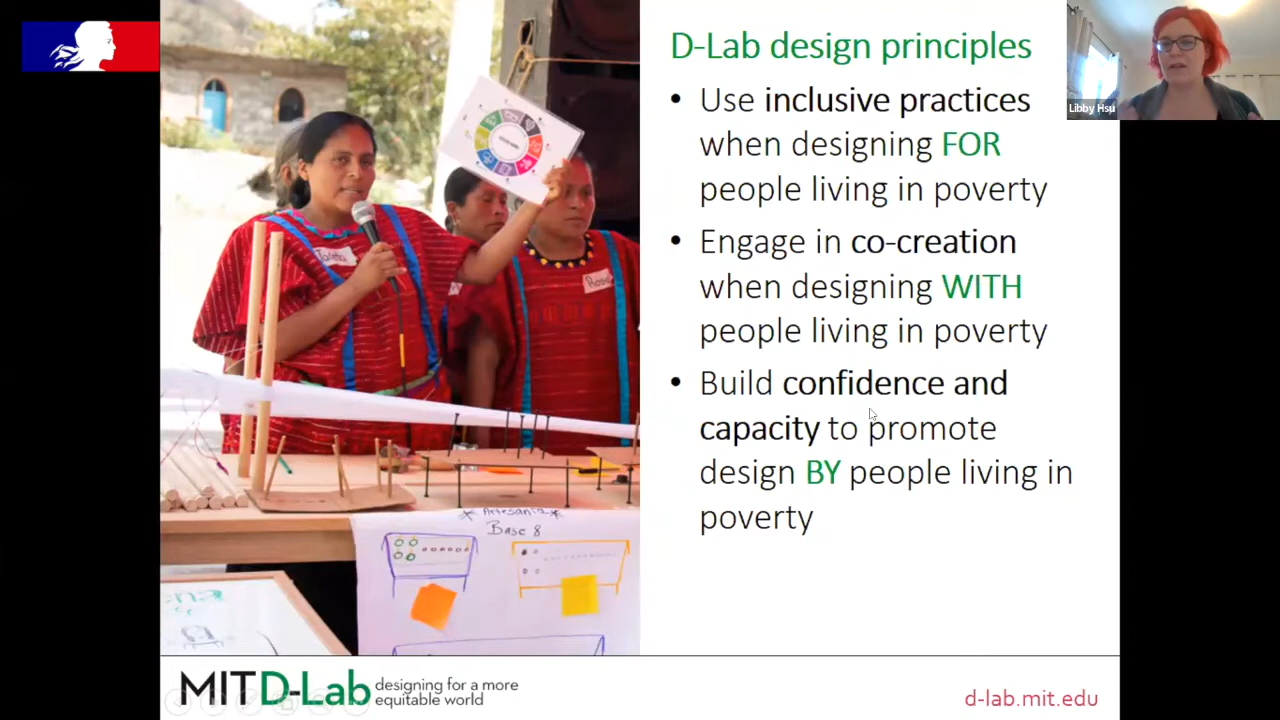 D-Lab design principles
Libby Hsu
• Use inclusive practices
when designing FOR
people living in poverty
• Engage in co-creation
when designing WITH
people living in poverty
• Build confidence and
capacity to promote
design BY people living in
poverty
* Artesanía *
Base 8
MIT D-Lab
designing for a more
equitable world
d-lab.mit.edu